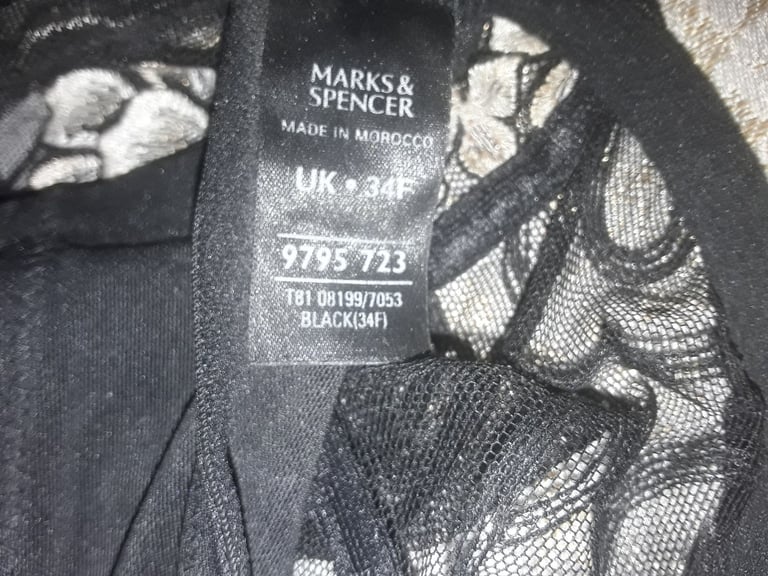 MARKS &
SPENCER
MADE IN MOROCCO
UK • 34F
9795 723
T81 08199/7053
BLACK(34F)